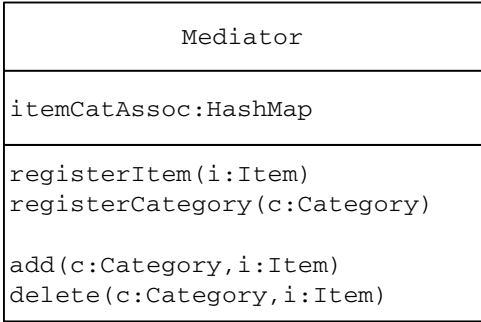 Mediator
itemCatAssoc:HashMap
registerItem(i:Item)
registerCategory(c:Category)
add(c:Category,i:Item)
delete(c:Category,i:Item)